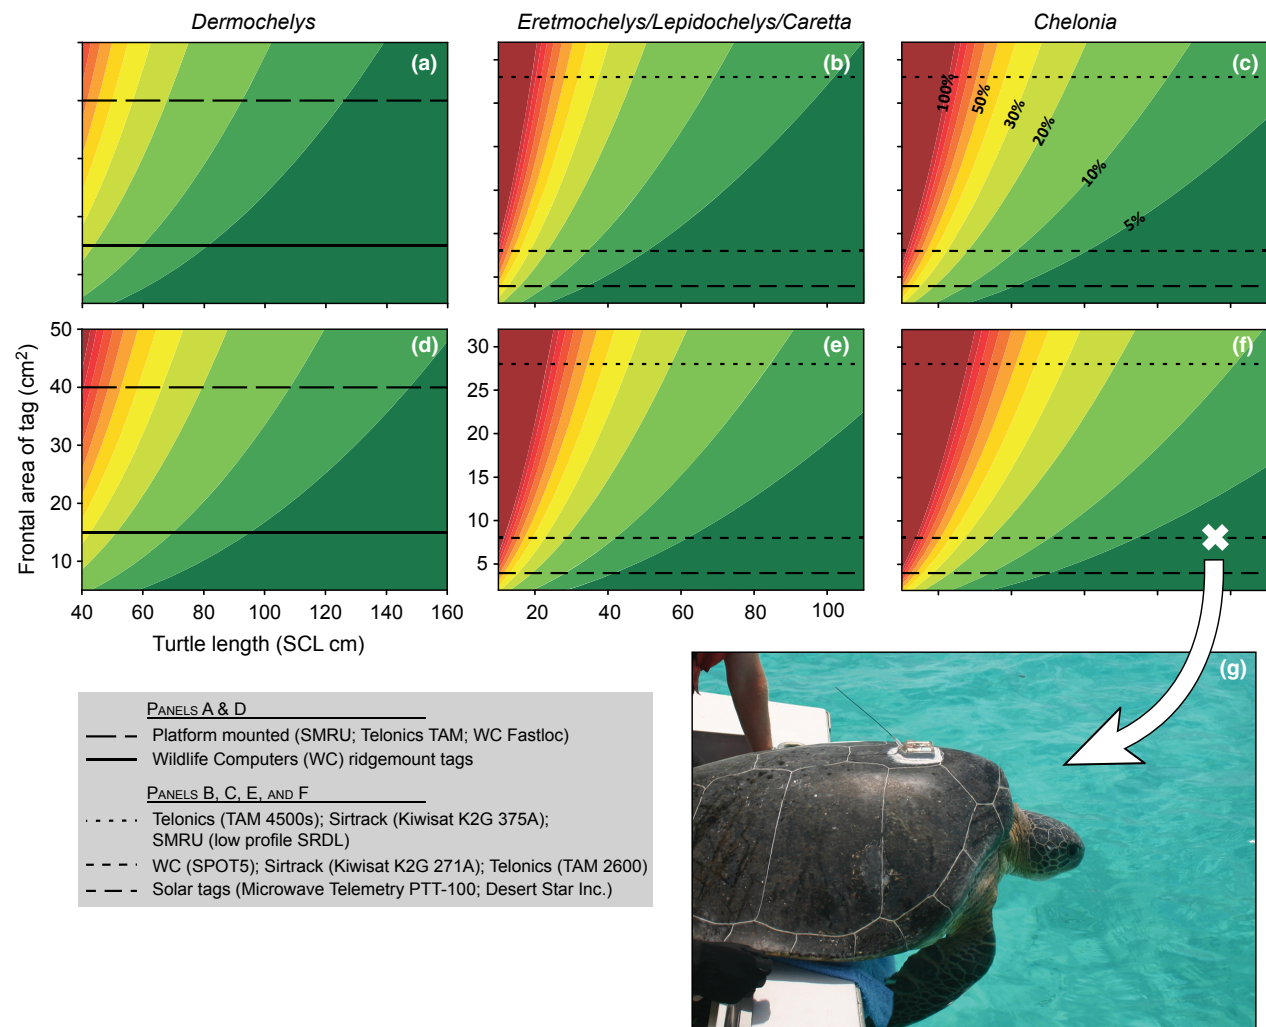 Dermochelys
Eretmochelys/Lepidochelys/Caretta
Chelonia
(a)
(b)
(c)
100%
50%
30%
20%
10%
5%
Frontal area of tag (cm²)
50
40
30
20
10
(d)
40
60
80
100
120
140
160
Turtle length (SCL cm)
30
25
20
15
10
5
(e)
20
40
60
80
100
(f)
(g)
PANELS A & D
Platform mounted (SMRU; Telonics TAM; WC Fastloc)
Wildlife Computers (WC) ridgemount tags
PANELS B, C, E, AND F
Telonics (TAM 4500s); Sirtrack (Kiwisat K2G 375A);
SMRU (low profile SRDL)
WC (SPOT5); Sirtrack (Kiwisat K2G 271A); Telonics (TAM 2600)
Solar tags (Microwave Telemetry PTT-100; Desert Star Inc.)